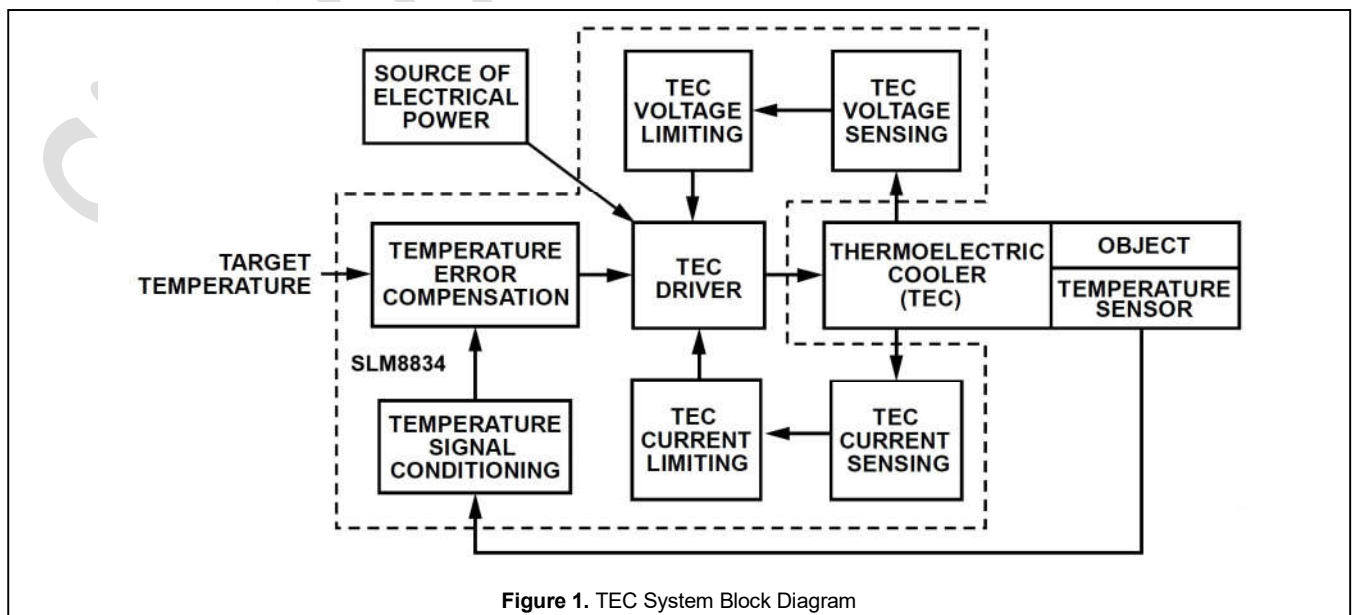 SOURCE OF
ELECTRICAL
POWER
TEC
VOLTAGE
LIMITING
TEC
VOLTAGE
SENSING
TARGET
TEMPERATURE
TEMPERATURE
ERROR
COMPENSATION
TEC
DRIVER
THERMOELECTRIC
COOLER
(TEC)
OBJECT
TEMPERATURE
SENSOR
SLM8834
TEMPERATURE
SIGNAL
CONDITIONING
TEC
CURRENT
LIMITING
TEC
CURRENT
SENSING
Figure 1. TEC System Block Diagram